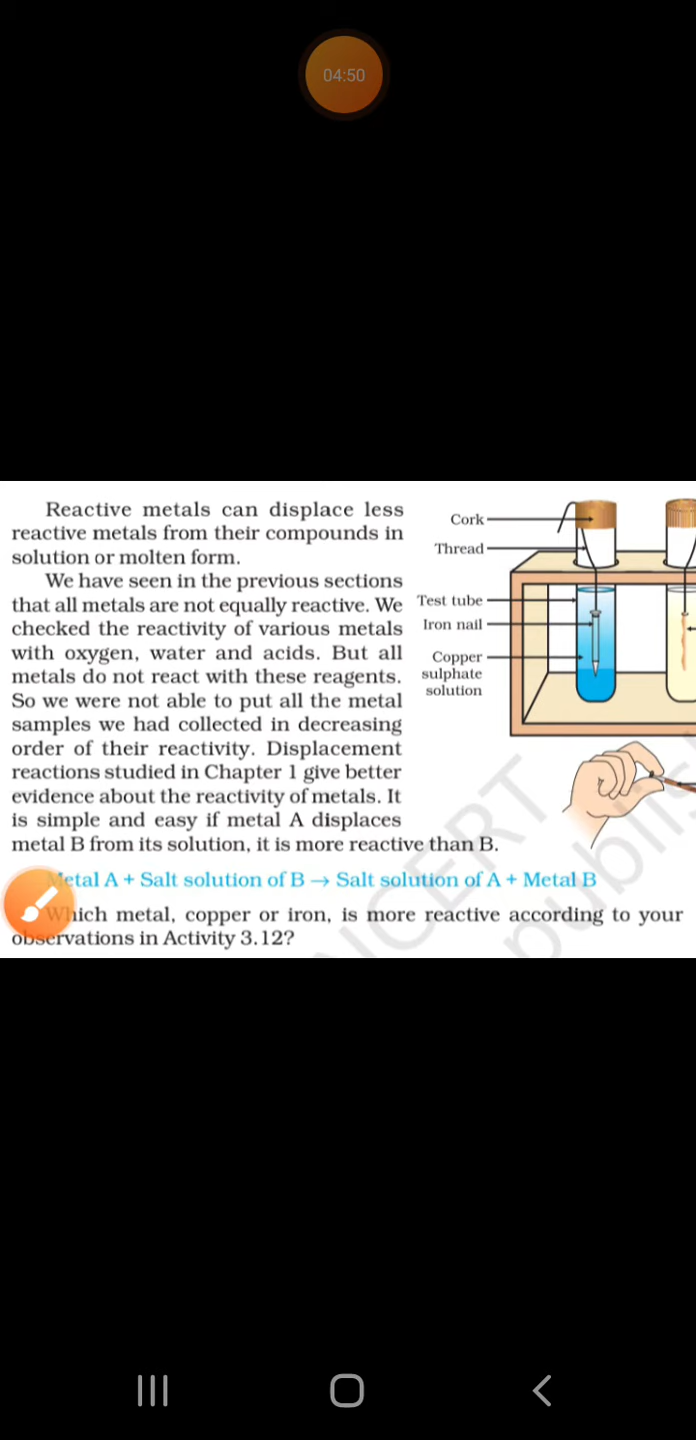 04:50
Reactive metals can displace less
reactive metals from their compounds in
solution or molten form.
We have seen in the previous sections
that all metals are not equally reactive. We
checked the reactivity of various metals
with oxygen, water and acids. But all
metals do not react with these reagents.
So we were not able to put all the metal
samples we had collected in decreasing
order of their reactivity. Displacement
reactions studied in Chapter 1 give better
evidence about the reactivity of metals. It
is simple and easy if metal A displaces
metal B from its solution, it is more reactive than B.
Metal A + Salt solution of B → Salt solution of A + Metal B
Which metal, copper or iron, is more reactive according to your
observations in Activity 3.12?
Cork
Thread
Test tube
Iron nail
Copper
sulphate
solution
NCERT